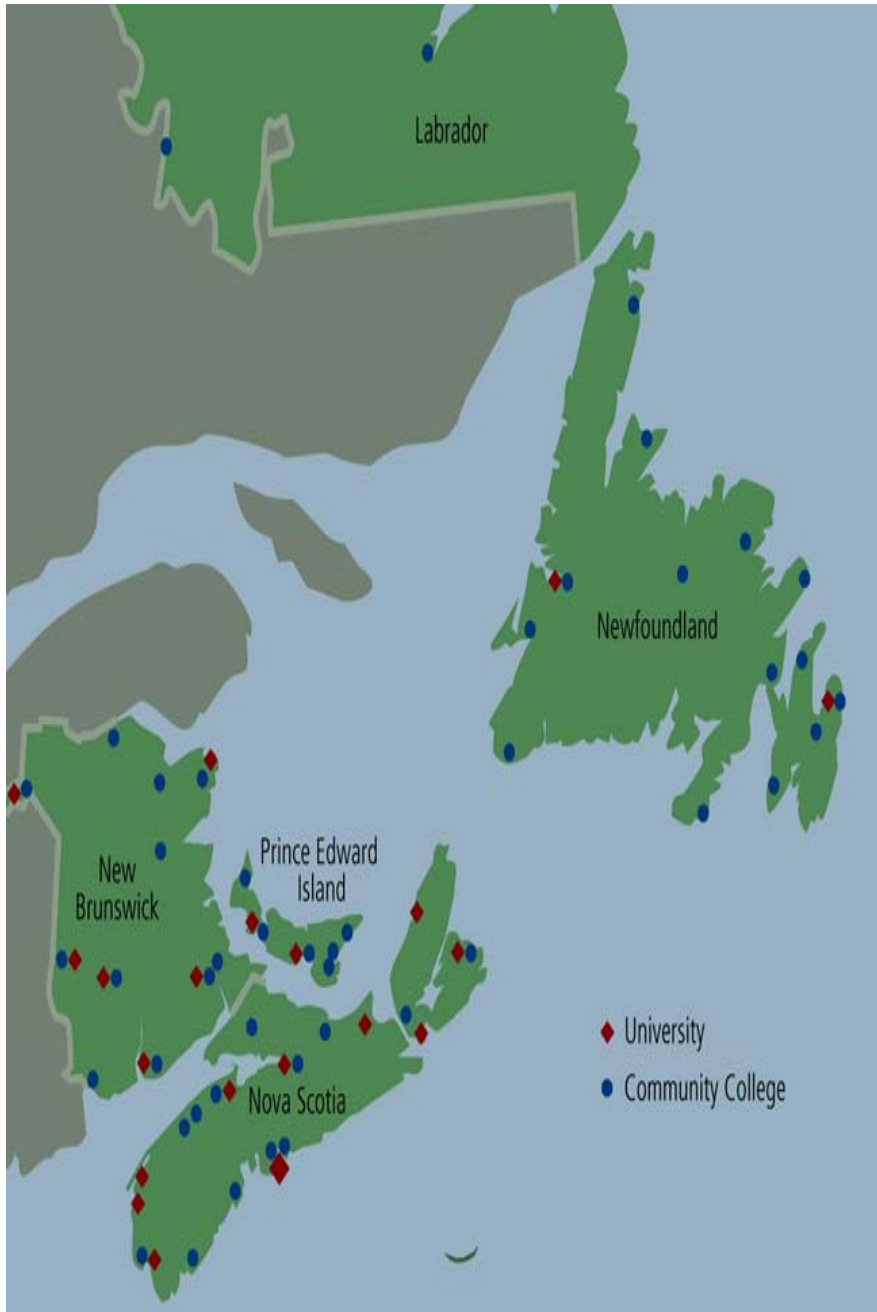 Labrador
Newfoundland
Prince Edward
Island
New
Brunswick
University
Community College
Nova Scotia